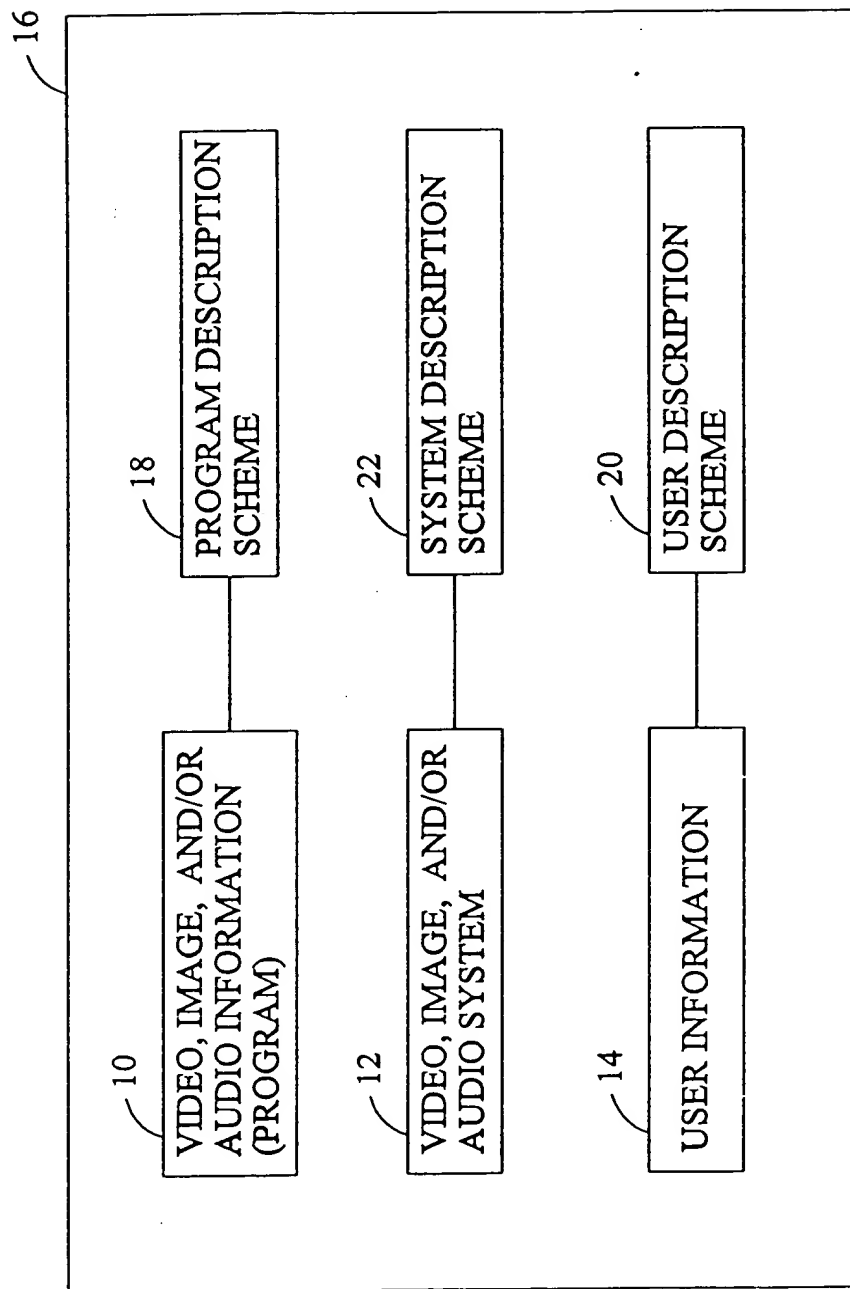 16
10
VIDEO, IMAGE, AND/OR
AUDIO INFORMATION
(PROGRAM)
18
PROGRAM DESCRIPTION
SCHEME
12
VIDEO, IMAGE, AND/OR
AUDIO SYSTEM
22
SYSTEM DESCRIPTION
SCHEME
14
USER INFORMATION
20
USER DESCRIPTION
SCHEME